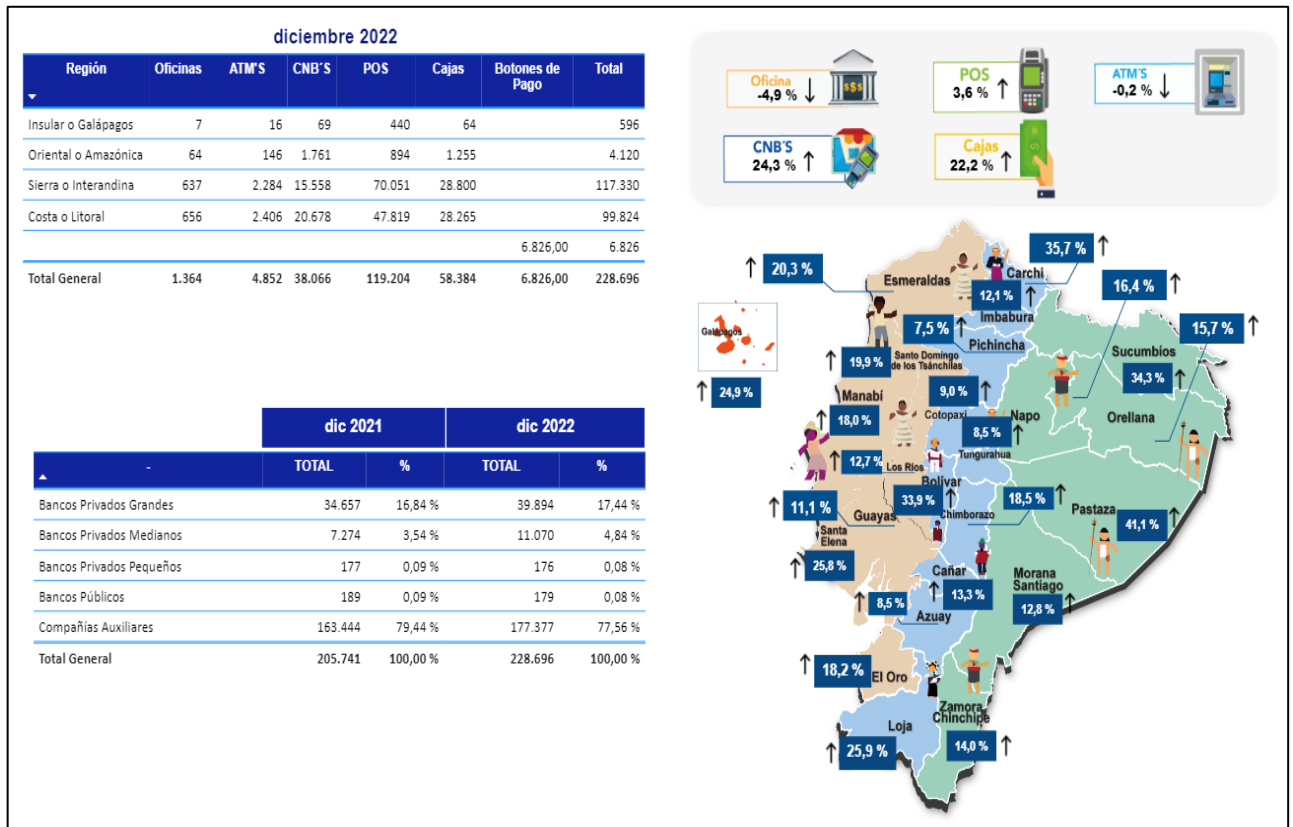 diciembre 2022
Región Oficinas ATM'S CNB´S POS Cajas Botones de Pago Total
Insular o Galápagos 7 16 69 440 64 596
Oriental o Amazónica 64 146 1.761 894 1.255 4.120
Sierra o Interandina 637 2.284 15.558 70.051 28.800 117.330
Costa o Litoral 656 2.406 20.678 47.819 28.265 99.824
6.826,00 6.826
Total General 1.364 4.852 38.066 119.204 58.384 6.826,00 228.696
dic 2021 dic 2022
- TOTAL % TOTAL %
Bancos Privados Grandes 34.657 16,84 % 39.894 17,44 %
Bancos Privados Medianos 7.274 3,54 % 11.070 4,84 %
Bancos Privados Pequeños 177 0,09 % 176 0,08 %
Bancos Públicos 189 0,09 % 179 0,08 %
Compañías Auxiliares 163.444 79,44 % 177.377 77,56 %
Total General 205.741 100,00 % 228.696 100,00 %
Oficina
-4,9 % ↓
$$$
POS
3,6 % ↑
ATM´S
-0,2 % ↓
CNB´S
24,3 % ↑
Cajas
22,2 % ↑
↑ 20,3 %
Esmeraldas
35,7 % ↑
Carchi
12,1 % ↑
Imbabura
16,4 % ↑
7,5 % ↑
Pichincha
15,7 % ↑
Galápagos
↑ 24,9 %
↑ 19,9 %
Santo Domingo
de los Tsánchilas
Sucumbios
34,3 % ↑
Manabí
↑ 18,0 %
9,0 % ↑
Cotopaxi
Napo
Orellana
8,5 % ↑
Tungurahua
↑ 12,7 %
Los Ríos
Bolívar
33,9 % ↑
Chimborazo
18,5 % ↑
↑ 11,1 %
Guayas
Pastaza
41,1 % ↑
Santa
Elena
↑ 25,8 %
Cañar
↑ 13,3 %
Morana
Santiago
12,8 % ↑
↑ 8,5 %
Azuay
↑ 18,2 %
El Oro
Loja
↑ 25,9 %
Zamora
Chinchipe
14,0 % ↑